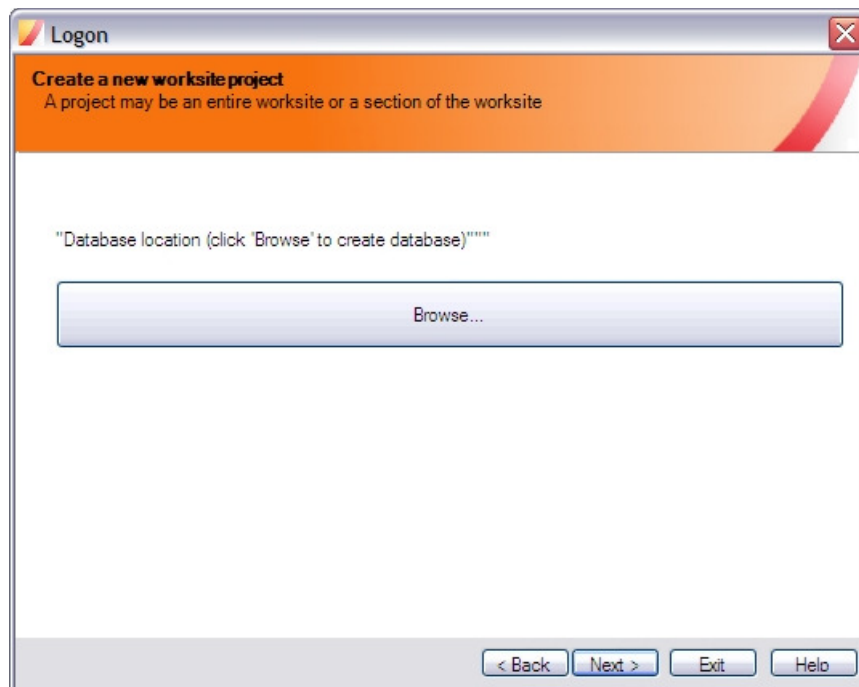 Logon
Create a new worksite project
A project may be an entire worksite or a section of the worksite
"Database location (click 'Browse' to create database)"""
Browse...
< Back Next > Exit Help